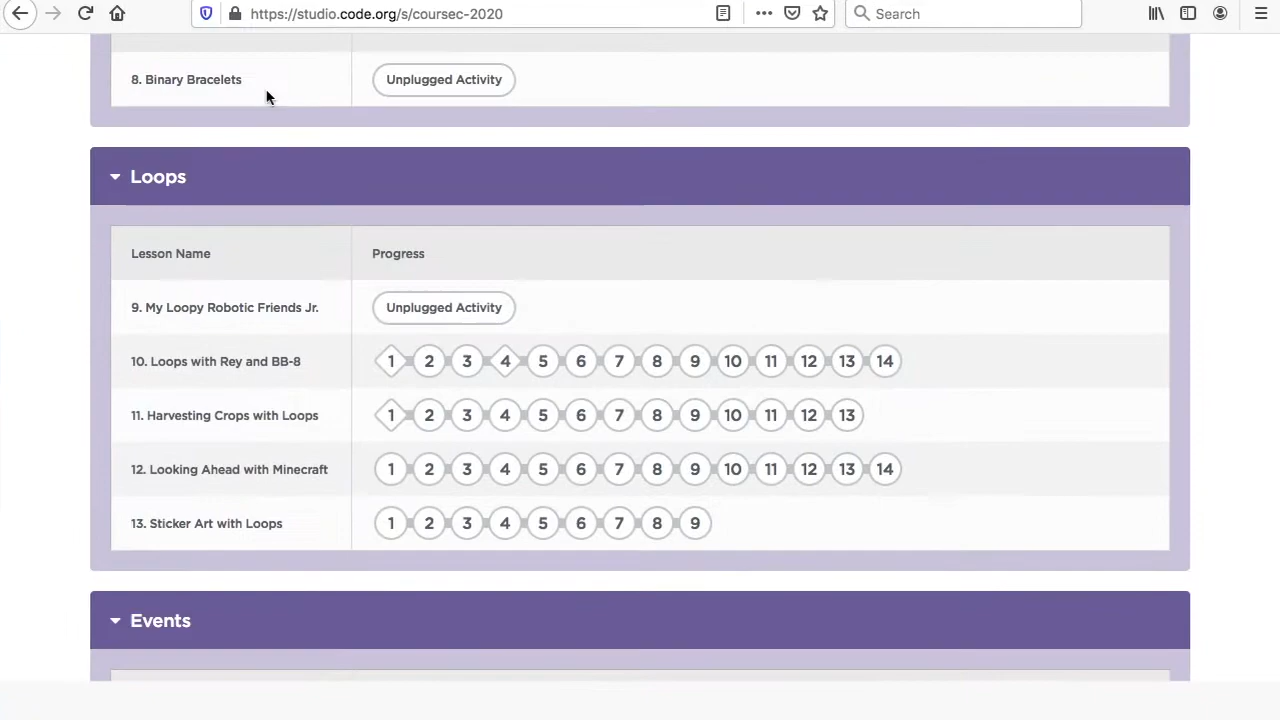 https://studio.code.org/s/coursec-2020
Search
8. Binary Bracelets Unplugged Activity
Loops
Lesson Name Progress
9. My Loopy Robotic Friends Jr. Unplugged Activity
10. Loops with Rey and BB-8 1 2 3 4 5 6 7 8 9 10 11 12 13 14
11. Harvesting Crops with Loops 1 2 3 4 5 6 7 8 9 10 11 12 13
12. Looking Ahead with Minecraft 1 2 3 4 5 6 7 8 9 10 11 12 13 14
13. Sticker Art with Loops 1 2 3 4 5 6 7 8 9
Events